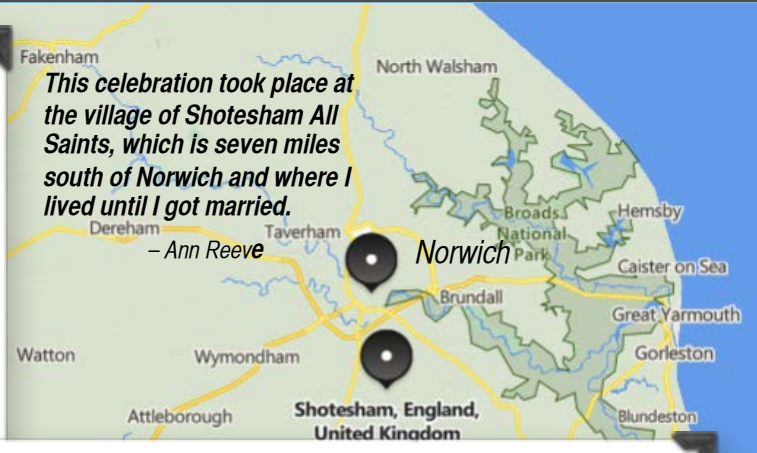 Fakenham
North Walsham
This celebration took place at
the village of Shotesham All
Saints, which is seven miles
south of Norwich and where I
lived until I got married.
– Ann Reeve
Dereham
Taverham
Norwich
Broads
National
Park
Hemsby
Caister on Sea
Brundall
Great Yarmouth
Watton
Wymondham
Gorleston
Attleborough
Shotesham, England,
United Kingdom
Blundeston